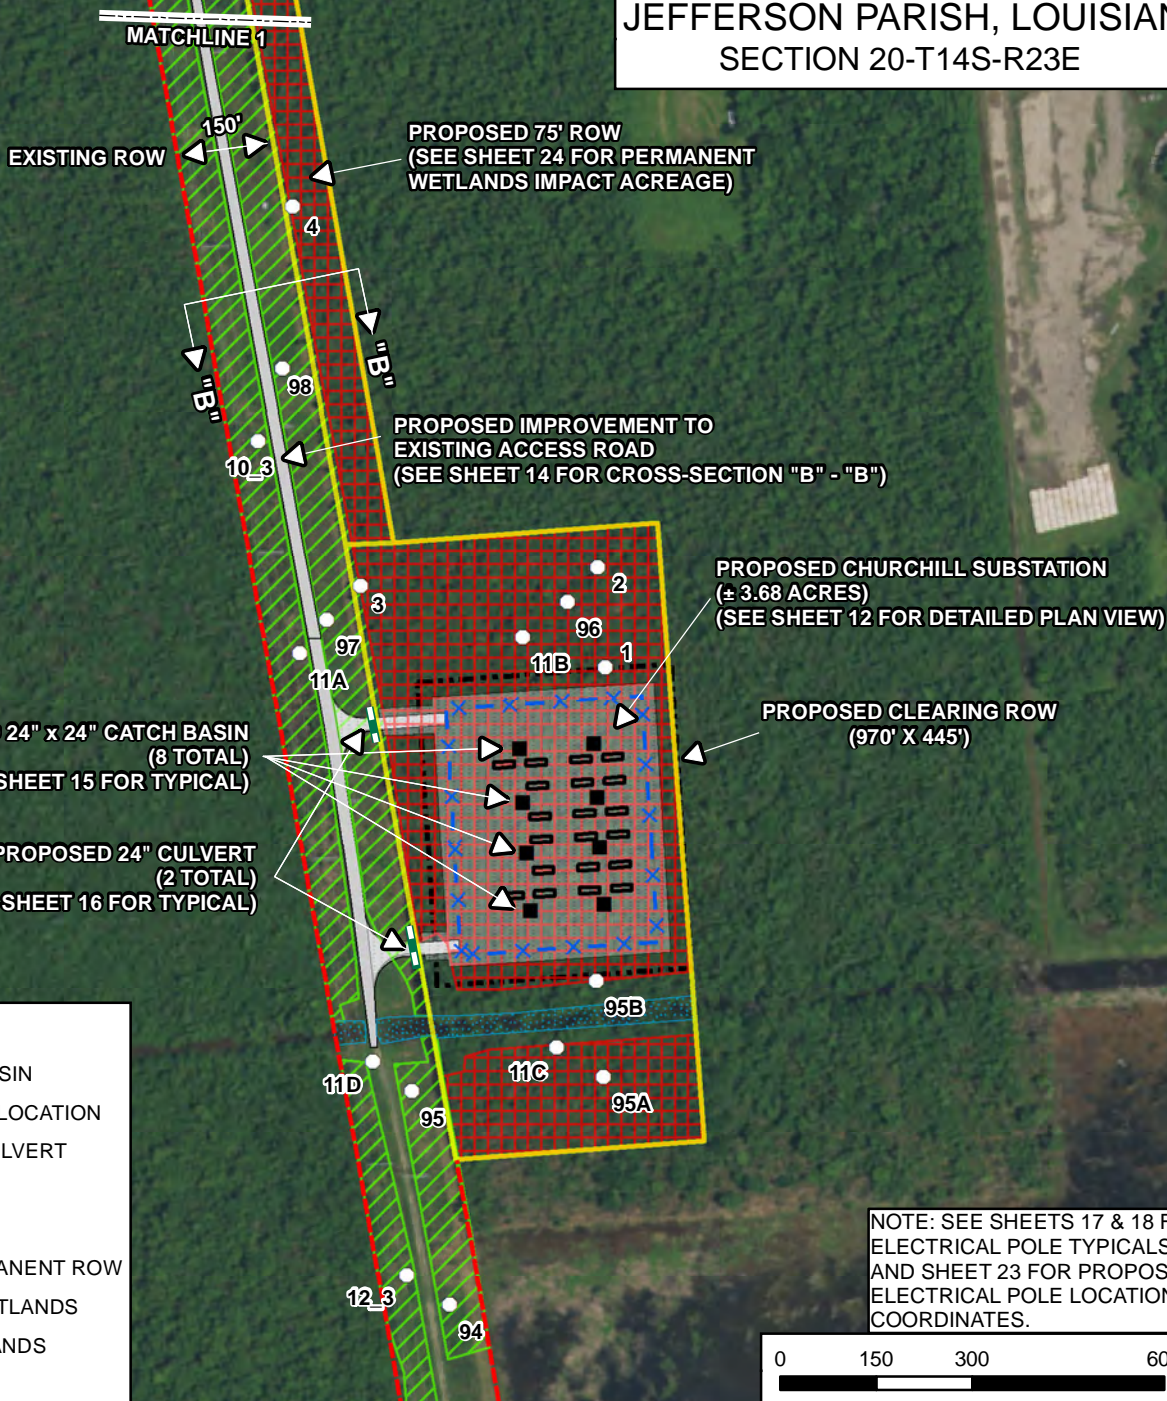 JEFFERSON PARISH, LOUISIAN
SECTION 20-T14S-R23E
MATCHLINE 1
150'
EXISTING ROW
PROPOSED 75' ROW
(SEE SHEET 24 FOR PERMANENT
WETLANDS IMPACT ACREAGE)
4
"B"
"B"
98
10_3
PROPOSED IMPROVEMENT TO
EXISTING ACCESS ROAD
(SEE SHEET 14 FOR CROSS-SECTION "B" - "B")
PROPOSED CHURCHILL SUBSTATION
(± 3.68 ACRES)
(SEE SHEET 12 FOR DETAILED PLAN VIEW)
2
3
96
97
11B
1
11A
PROPOSED CLEARING ROW
(970' X 445')
24" x 24" CATCH BASIN
(8 TOTAL)
SHEET 15 FOR TYPICAL)
PROPOSED 24" CULVERT
(2 TOTAL)
SHEET 16 FOR TYPICAL)
95B
11C
11D
95A
95
12_3
94
SIN
LOCATION
LVERT
ANENT ROW
TLANDS
ANDS
NOTE: SEE SHEETS 17 & 18 F
ELECTRICAL POLE TYPICALS
AND SHEET 23 FOR PROPOS
ELECTRICAL POLE LOCATION
COORDINATES.
0 150 300 60